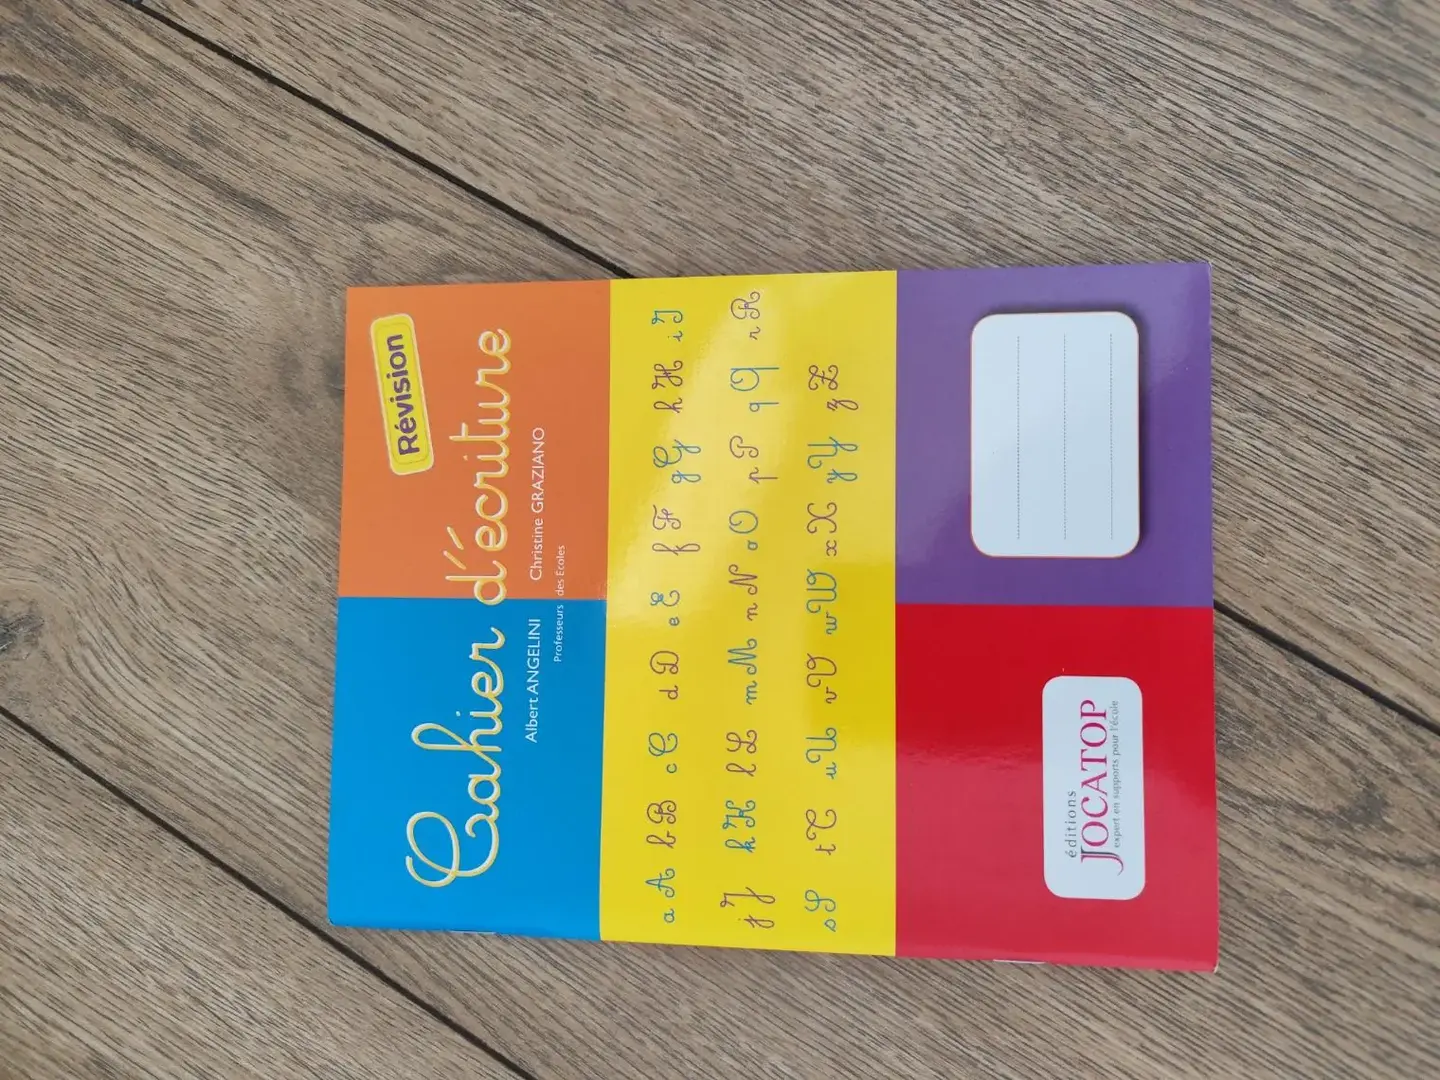 Révision
Cahier d'écriture
Albert ANGELINI Christine GRAZIANO
Professeurs des Écoles
a A b B c C d D e E f F g G h H i I
j J k K l L m M n N o O p P q Q r R
s S t T u U v V w W x X y Y z Z
éditions
JOCATOP
expert en supports pour l'école